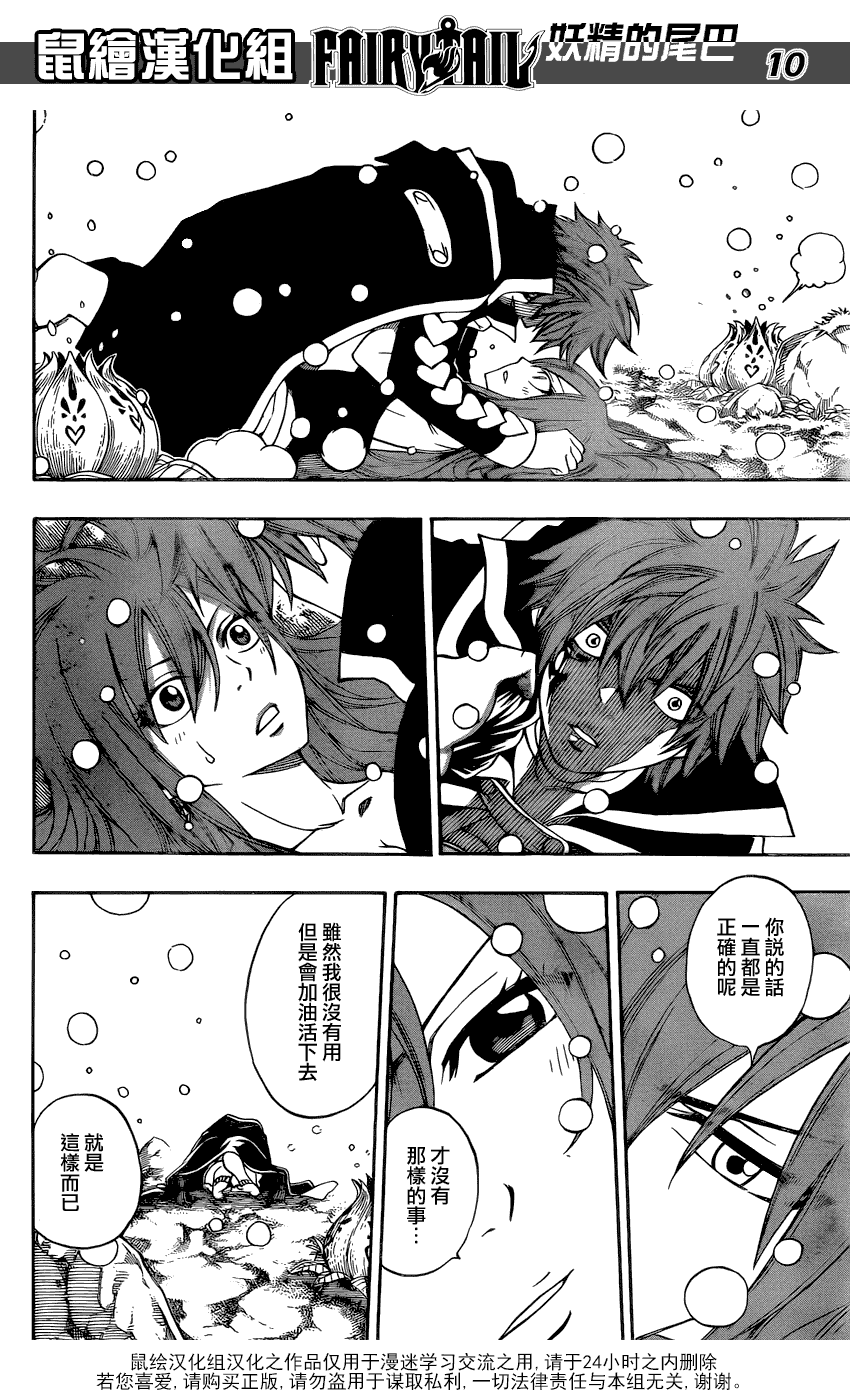 鼠繪漢化組
FAIRY TAIL
妖精的尾巴
10
你説的話
一直都是
正確的呢
才沒有
那樣的事…
雖然我很沒有用
但是會加油活下去
就是
這樣而已
鼠绘汉化组汉化之作品仅用于漫迷学习交流之用, 请于24小时之内删除
若您喜爱, 请购买正版, 请勿盗用于谋取私利, 一切法律责任与本组无关, 谢谢。